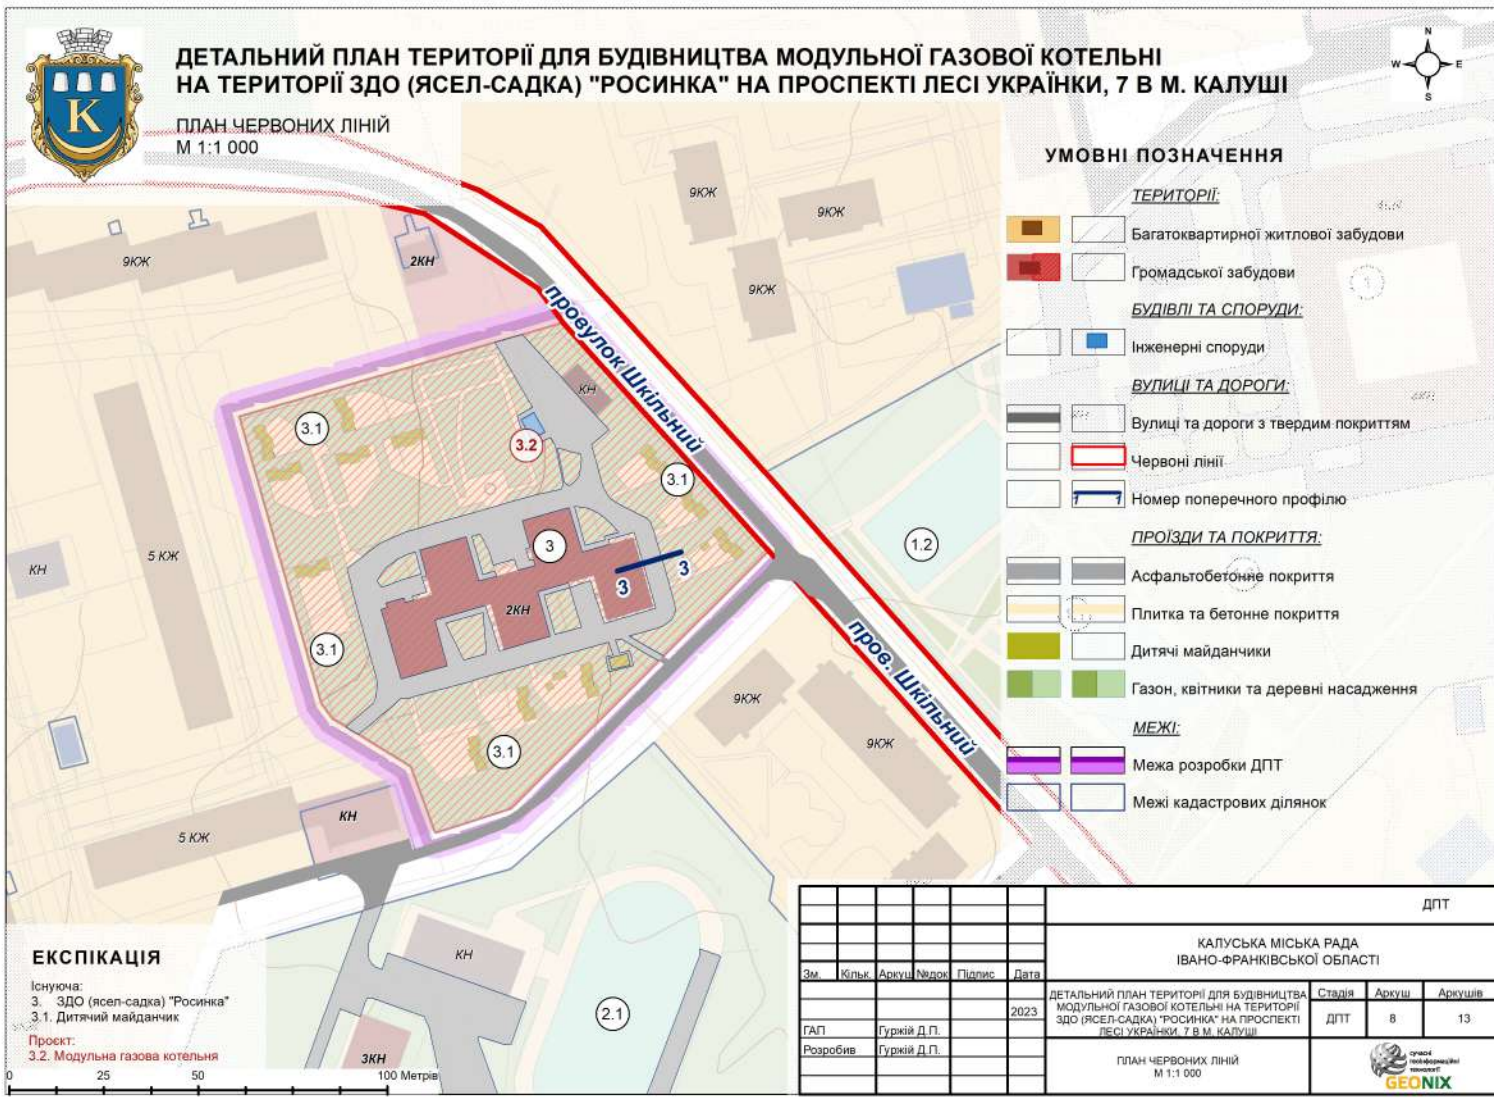 ДЕТАЛЬНИЙ ПЛАН ТЕРИТОРІЇ ДЛЯ БУДІВНИЦТВА МОДУЛЬНОЇ ГАЗОВОЇ КОТЕЛЬНІ
НА ТЕРИТОРІЇ ЗДО (ЯСЕЛ-САДКА) "РОСИНКА" НА ПРОСПЕКТІ ЛЕСІ УКРАЇНКИ, 7 В М. КАЛУШІ
ПЛАН ЧЕРВОНИХ ЛІНІЙ
М 1:1 000
K
N
W
E
S
УМОВНІ ПОЗНАЧЕННЯ
ТЕРИТОРІЇ:
Багатоквартирної житлової забудови
Громадської забудови
БУДІВЛІ ТА СПОРУДИ:
Інженерні споруди
ВУЛИЦІ ТА ДОРОГИ:
Вулиці та дороги з твердим покриттям
Червоні лінії
Номер поперечного профілю
ПРОЇЗДИ ТА ПОКРИТТЯ:
Асфальтобетонне покриття
Плитка та бетонне покриття
Дитячі майданчики
Газон, квітники та деревні насадження
МЕЖІ:
Межа розробки ДПТ
Межі кадастрових ділянок
9КЖ
9КЖ
9КЖ
2КН
9КЖ
провулок Шкільний
КН
3.1
3.2
3.1
1
5 КЖ
КН
3
1.2
3
3
2КН
3.1
пров. Шкільний
9КЖ
9КЖ
3.1
КН
5 КЖ
КН
2.1
3КН
ЕКСПІКАЦІЯ
Існуюча:
3. ЗДО (ясел-садка) "Росинка"
3.1. Дитячий майданчик
Проєкт:
3.2. Модульна газова котельня
0 25 50 100 Метрів
ДПТ
КАЛУСЬКА МІСЬКА РАДА
ІВАНО-ФРАНКІВСЬКОЇ ОБЛАСТІ
Зм. Кільк. Аркуш №док Підпис Дата
2023
ГАП Гуржій Д.П.
Розробив Гуржій Д.П.
ДЕТАЛЬНИЙ ПЛАН ТЕРИТОРІЇ ДЛЯ БУДІВНИЦТВА
МОДУЛЬНОЇ ГАЗОВОЇ КОТЕЛЬНІ НА ТЕРИТОРІЇ
ЗДО (ЯСЕЛ-САДКА) "РОСИНКА" НА ПРОСПЕКТІ
ЛЕСІ УКРАЇНКИ, 7 В М. КАЛУШІ
Стадія Аркуш Аркушів
ДПТ 8 13
ПЛАН ЧЕРВОНИХ ЛІНІЙ
М 1:1 000
сучасні
геоінформаційні
технології
GEONIX